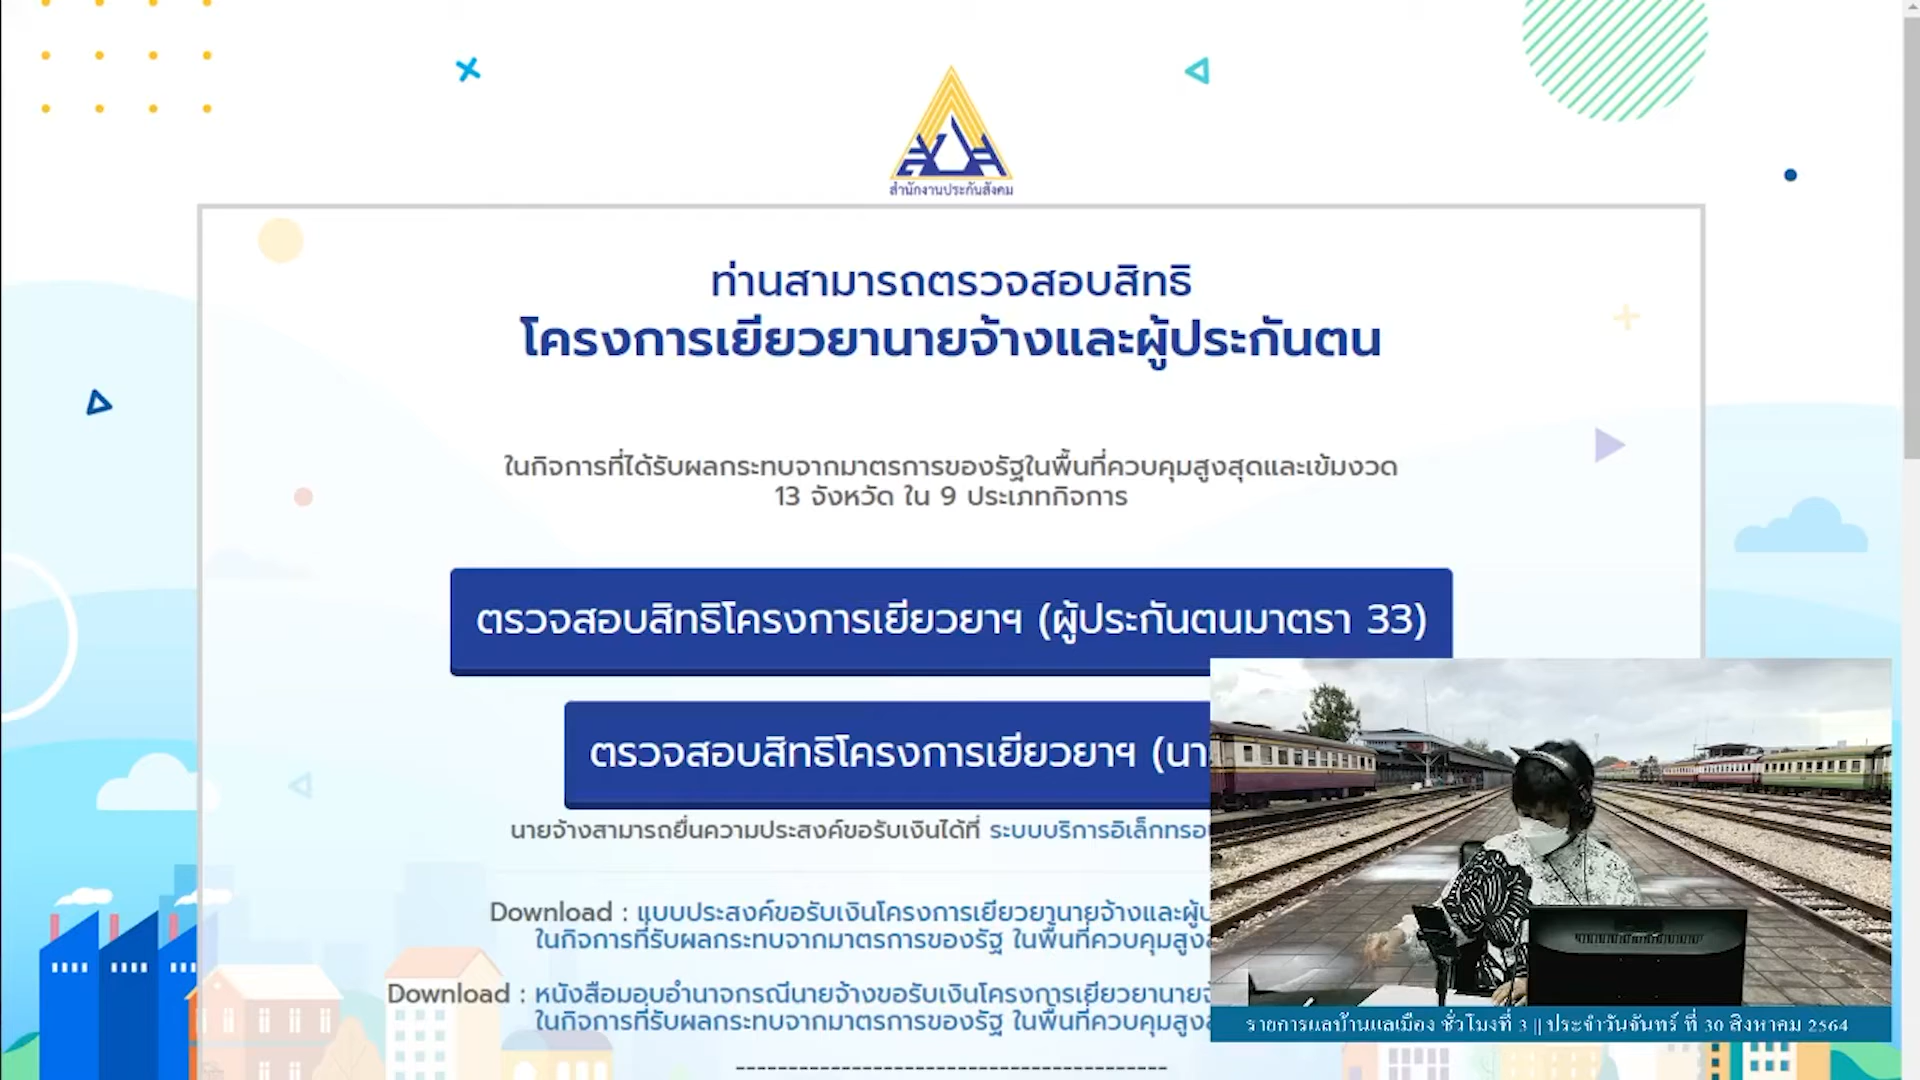 สำนักงานประกันสังคม
ท่านสามารถตรวจสอบสิทธิ
โครงการเยียวยานายจ้างและผู้ประกันตน
ในกิจการที่ได้รับผลกระทบจากมาตรการของรัฐในพื้นที่ควบคุมสูงสุดและเข้มงวด
13 จังหวัด ใน 9 ประเภทกิจการ
ตรวจสอบสิทธิโครงการเยียวยาฯ (ผู้ประกันตนมาตรา 33)
ตรวจสอบสิทธิโครงการเยียวยาฯ (นา
นายจ้างสามารถยื่นความประสงค์ขอรับเงินได้ที่ ระบบบริการอิเล็กทรอ
Download : แบบประสงค์ขอรับเงินโครงการเยียวยานายจ้างและผู้ป
ในกิจการที่รับผลกระทบจากมาตรการของรัฐ ในพื้นที่ควบคุมสูง
Download : หนังสือมอบอำนาจกรณีนายจ้างขอรับเงินโครงการเยียวยานายจ้
ในกิจการที่รับผลกระทบจากมาตรการของรัฐ ในพื้นที่ควบคุมสูง
รายการแลบ้านแลเมือง ชั่วโมงที่ 3 || ประจำวันจันทร์ ที่ 30 สิงหาคม 2564